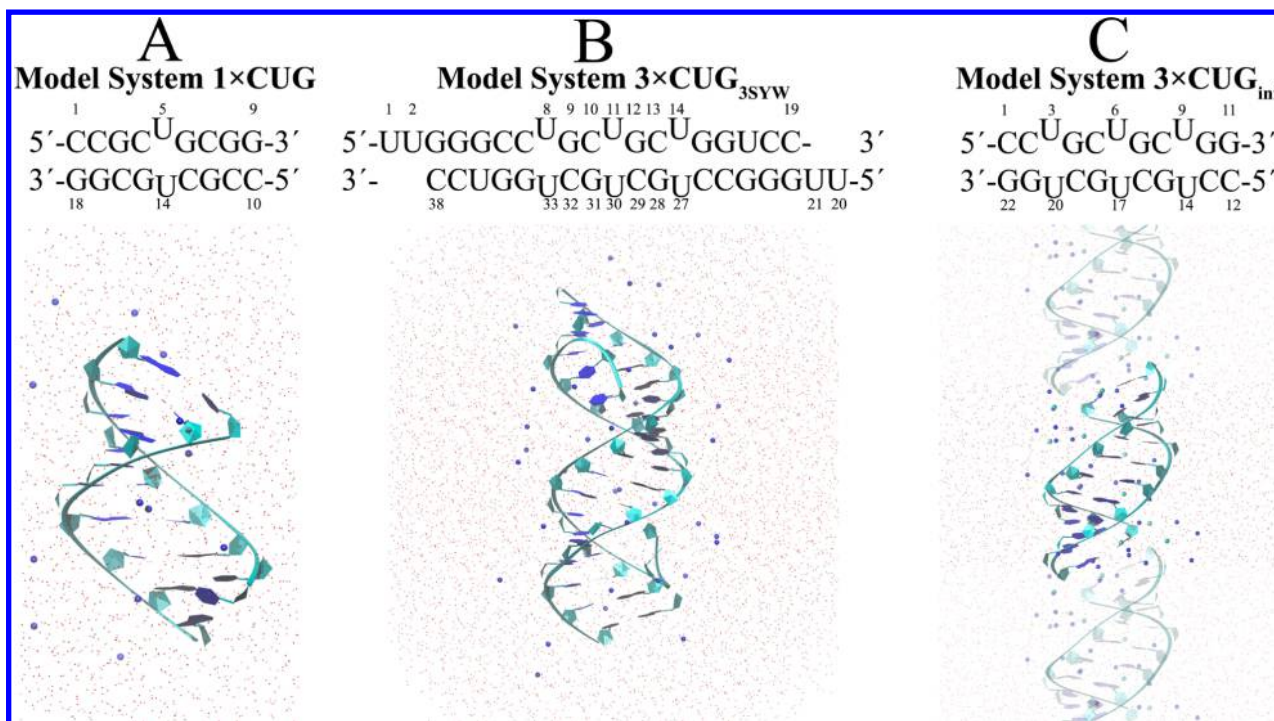 A
Model System 1×CUG
1 5 9
5´-CCGCUGCGG-3´
3´-GGCGUCGCC-5´
18 14 10
B
Model System 3×CUG3SYW
1 2 8 9 10 11 12 13 14 19
5´-UUGGGCCUGCUGCUGGUCC- 3´
3´- CCUGGUCGUCGUCCGGGUU-5´
38 33 32 31 30 29 28 27 21 20
C
Model System 3×CUGin
1 3 6 9 11
5´-CCUGCUGCUGG-3´
3´-GGUCGUCGUCC-5´
22 20 17 14 12